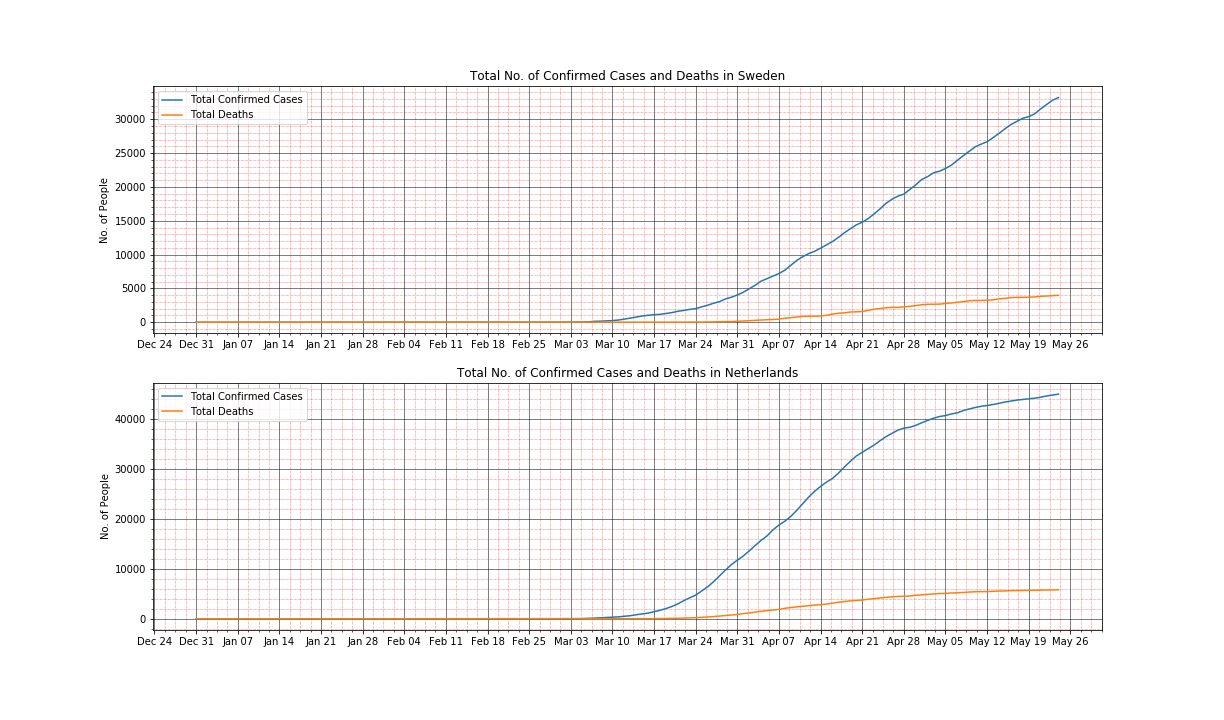 Total No. of Confirmed Cases and Deaths in Sweden
Total Confirmed Cases
Total Deaths
No. of People
30000
25000
20000
15000
10000
5000
0
Dec 24 Dec 31 Jan 07 Jan 14 Jan 21 Jan 28 Feb 04 Feb 11 Feb 18 Feb 25 Mar 03 Mar 10 Mar 17 Mar 24 Mar 31 Apr 07 Apr 14 Apr 21 Apr 28 May 05 May 12 May 19 May 26
Total No. of Confirmed Cases and Deaths in Netherlands
Total Confirmed Cases
Total Deaths
No. of People
40000
30000
20000
10000
0
Dec 24 Dec 31 Jan 07 Jan 14 Jan 21 Jan 28 Feb 04 Feb 11 Feb 18 Feb 25 Mar 03 Mar 10 Mar 17 Mar 24 Mar 31 Apr 07 Apr 14 Apr 21 Apr 28 May 05 May 12 May 19 May 26